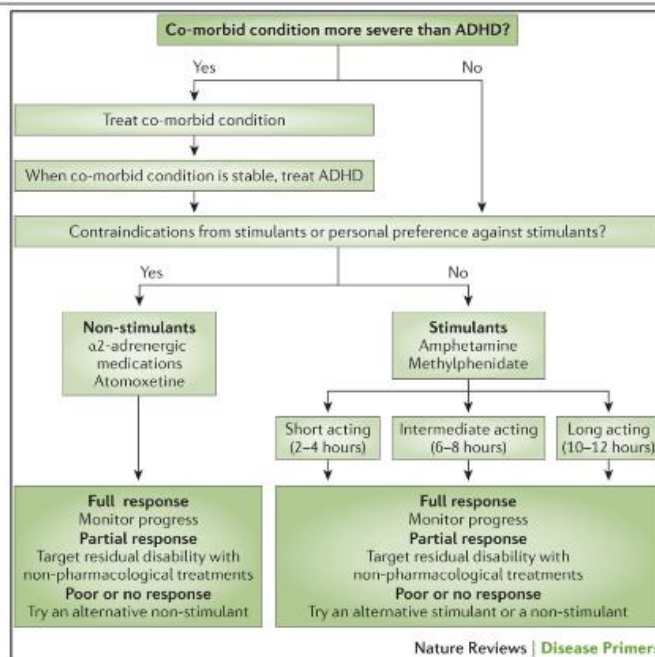 Co-morbid condition more severe than ADHD?
Yes
No
Treat co-morbid condition
When co-morbid condition is stable, treat ADHD
Contraindications from stimulants or personal preference against stimulants?
Yes
No
Non-stimulants
α2-adrenergic
medications
Atomoxetine
Stimulants
Amphetamine
Methylphenidate
Short acting
(2–4 hours)
Intermediate acting
(6–8 hours)
Long acting
(10–12 hours)
Full response
Monitor progress
Partial response
Target residual disability with
non-pharmacological treatments
Poor or no response
Try an alternative non-stimulant
Full response
Monitor progress
Partial response
Target residual disability with
non-pharmacological treatments
Poor or no response
Try an alternative stimulant or a non-stimulant
Nature Reviews | Disease Primers